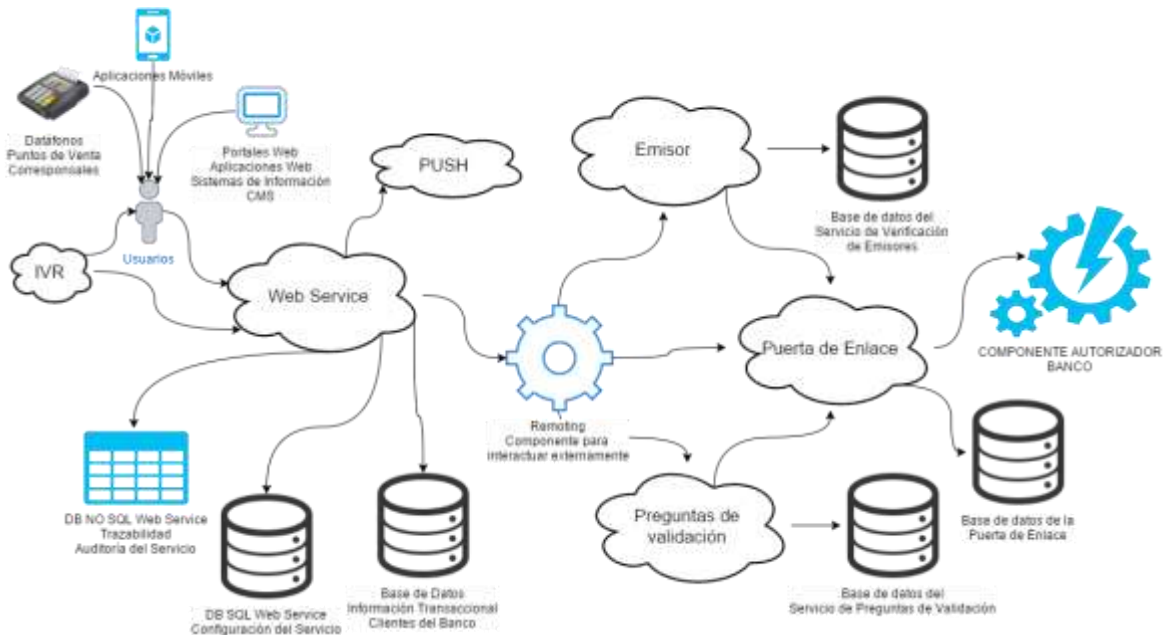 Aplicaciones Móviles
Datáfonos
Puntos de Venta
Corresponsales
Portales Web
Aplicaciones Web
Sistemas de Información
CMS
PUSH
Emisor
Base de datos del
Servicio de Verificación
de Emisores
Usuarios
IVR
Web Service
Puerta de Enlace
COMPONENTE AUTORIZADOR
BANCO
Remoting
Componente para
interactuar externamente
DB NO SQL Web Service
Trazabilidad
Auditoría del Servicio
Preguntas de
validación
Base de datos de la
Puerta de Enlace
DB SQL Web Service
Configuración del Servicio
Base de Datos
Información Transaccional
Clientes del Banco
Base de datos del
Servicio de Preguntas de Validación